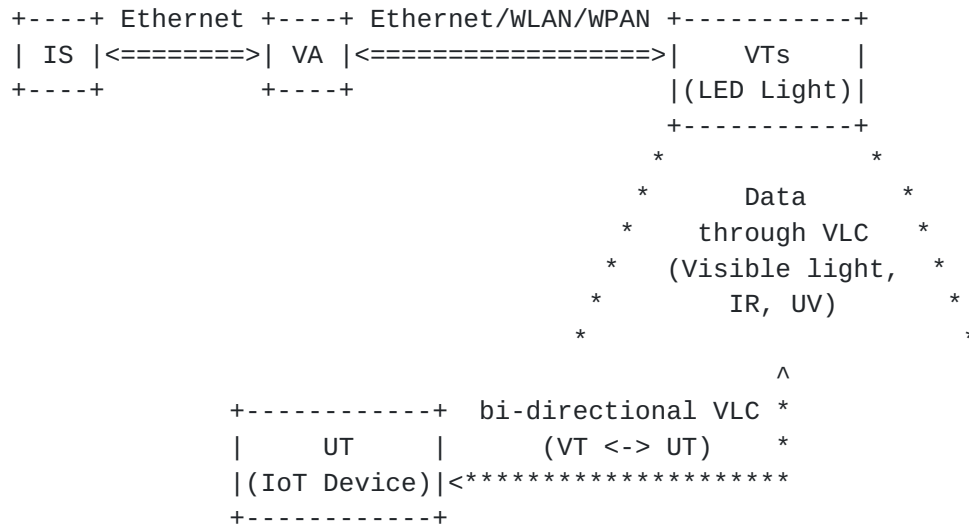 +----+ Ethernet +----+ Ethernet/WLAN/WPAN +-----------+
| IS |<========>| VA |<==================>|    VTs    |
+----+          +----+                    |(LED Light)|
                                          +-----------+
                                         *             *
                                        *      Data      *
                                       *    through VLC   *
                                      *   (Visible light,  *
                                     *        IR, UV)       *
                                    *                        *
                                                 ^
              +------------+  bi-directional VLC *
              |     UT     |      (VT <-> UT)    *
              |(IoT Device)|<*********************
              +------------+